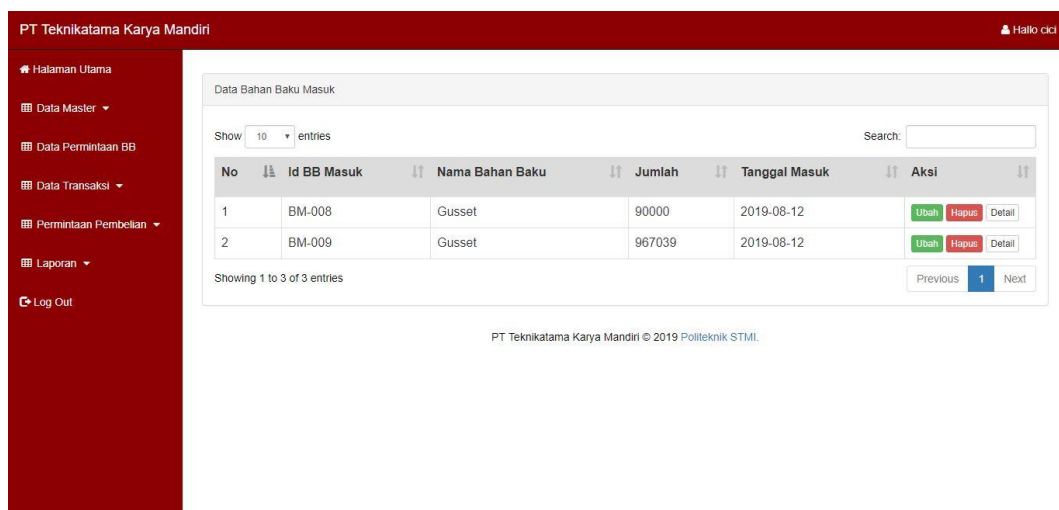 PT Teknikatama Karya Mandiri Hallo cici
Halaman Utama
Data Master
Data Permintaan BB
Data Transaksi
Permintaan Pembelian
Laporan
Log Out
Data Bahan Baku Masuk
Show 10 entries Search:
No Id BB Masuk Nama Bahan Baku Jumlah Tanggal Masuk Aksi
1 BM-008 Gusset 90000 2019-08-12 Ubah Hapus Detail
2 BM-009 Gusset 967039 2019-08-12 Ubah Hapus Detail
Showing 1 to 3 of 3 entries Previous 1 Next
PT Teknikatama Karya Mandiri © 2019 Politeknik STMI.